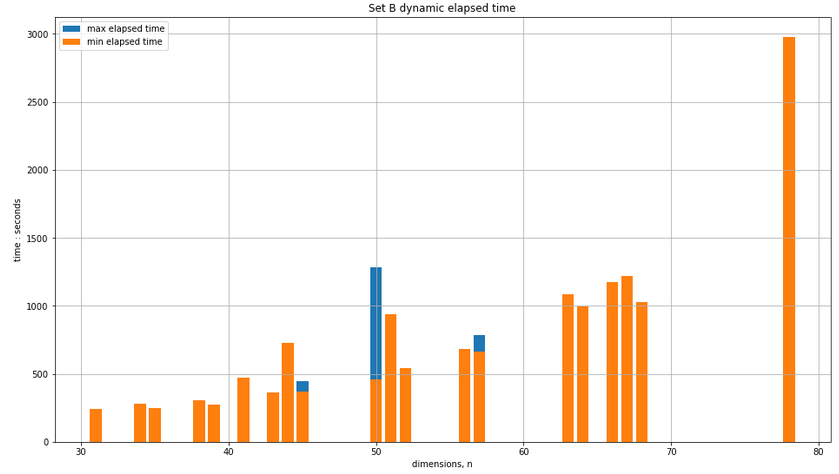 Set B dynamic elapsed time
max elapsed time
min elapsed time
time : seconds
3000
2500
2000
1500
1000
500
0
30 40 50 60 70 80
dimensions, n